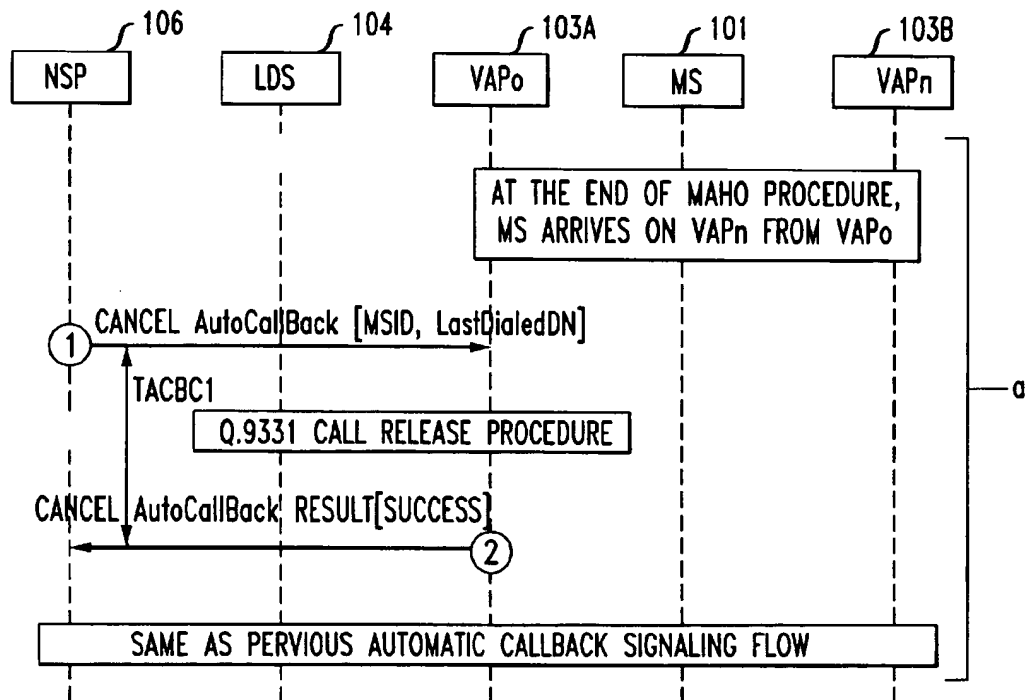 106
104
103A
101
103B
NSP
LDS
VAPo
MS
VAPn
AT THE END OF MAHO PROCEDURE,
MS ARRIVES ON VAPn FROM VAPo
CANCEL AutoCallBack [MSID, LastDialedDN]
1
TACBC1
a
Q.9331 CALL RELEASE PROCEDURE
CANCEL AutoCallBack RESULT[SUCCESS]
2
SAME AS PERVIOUS AUTOMATIC CALLBACK SIGNALING FLOW